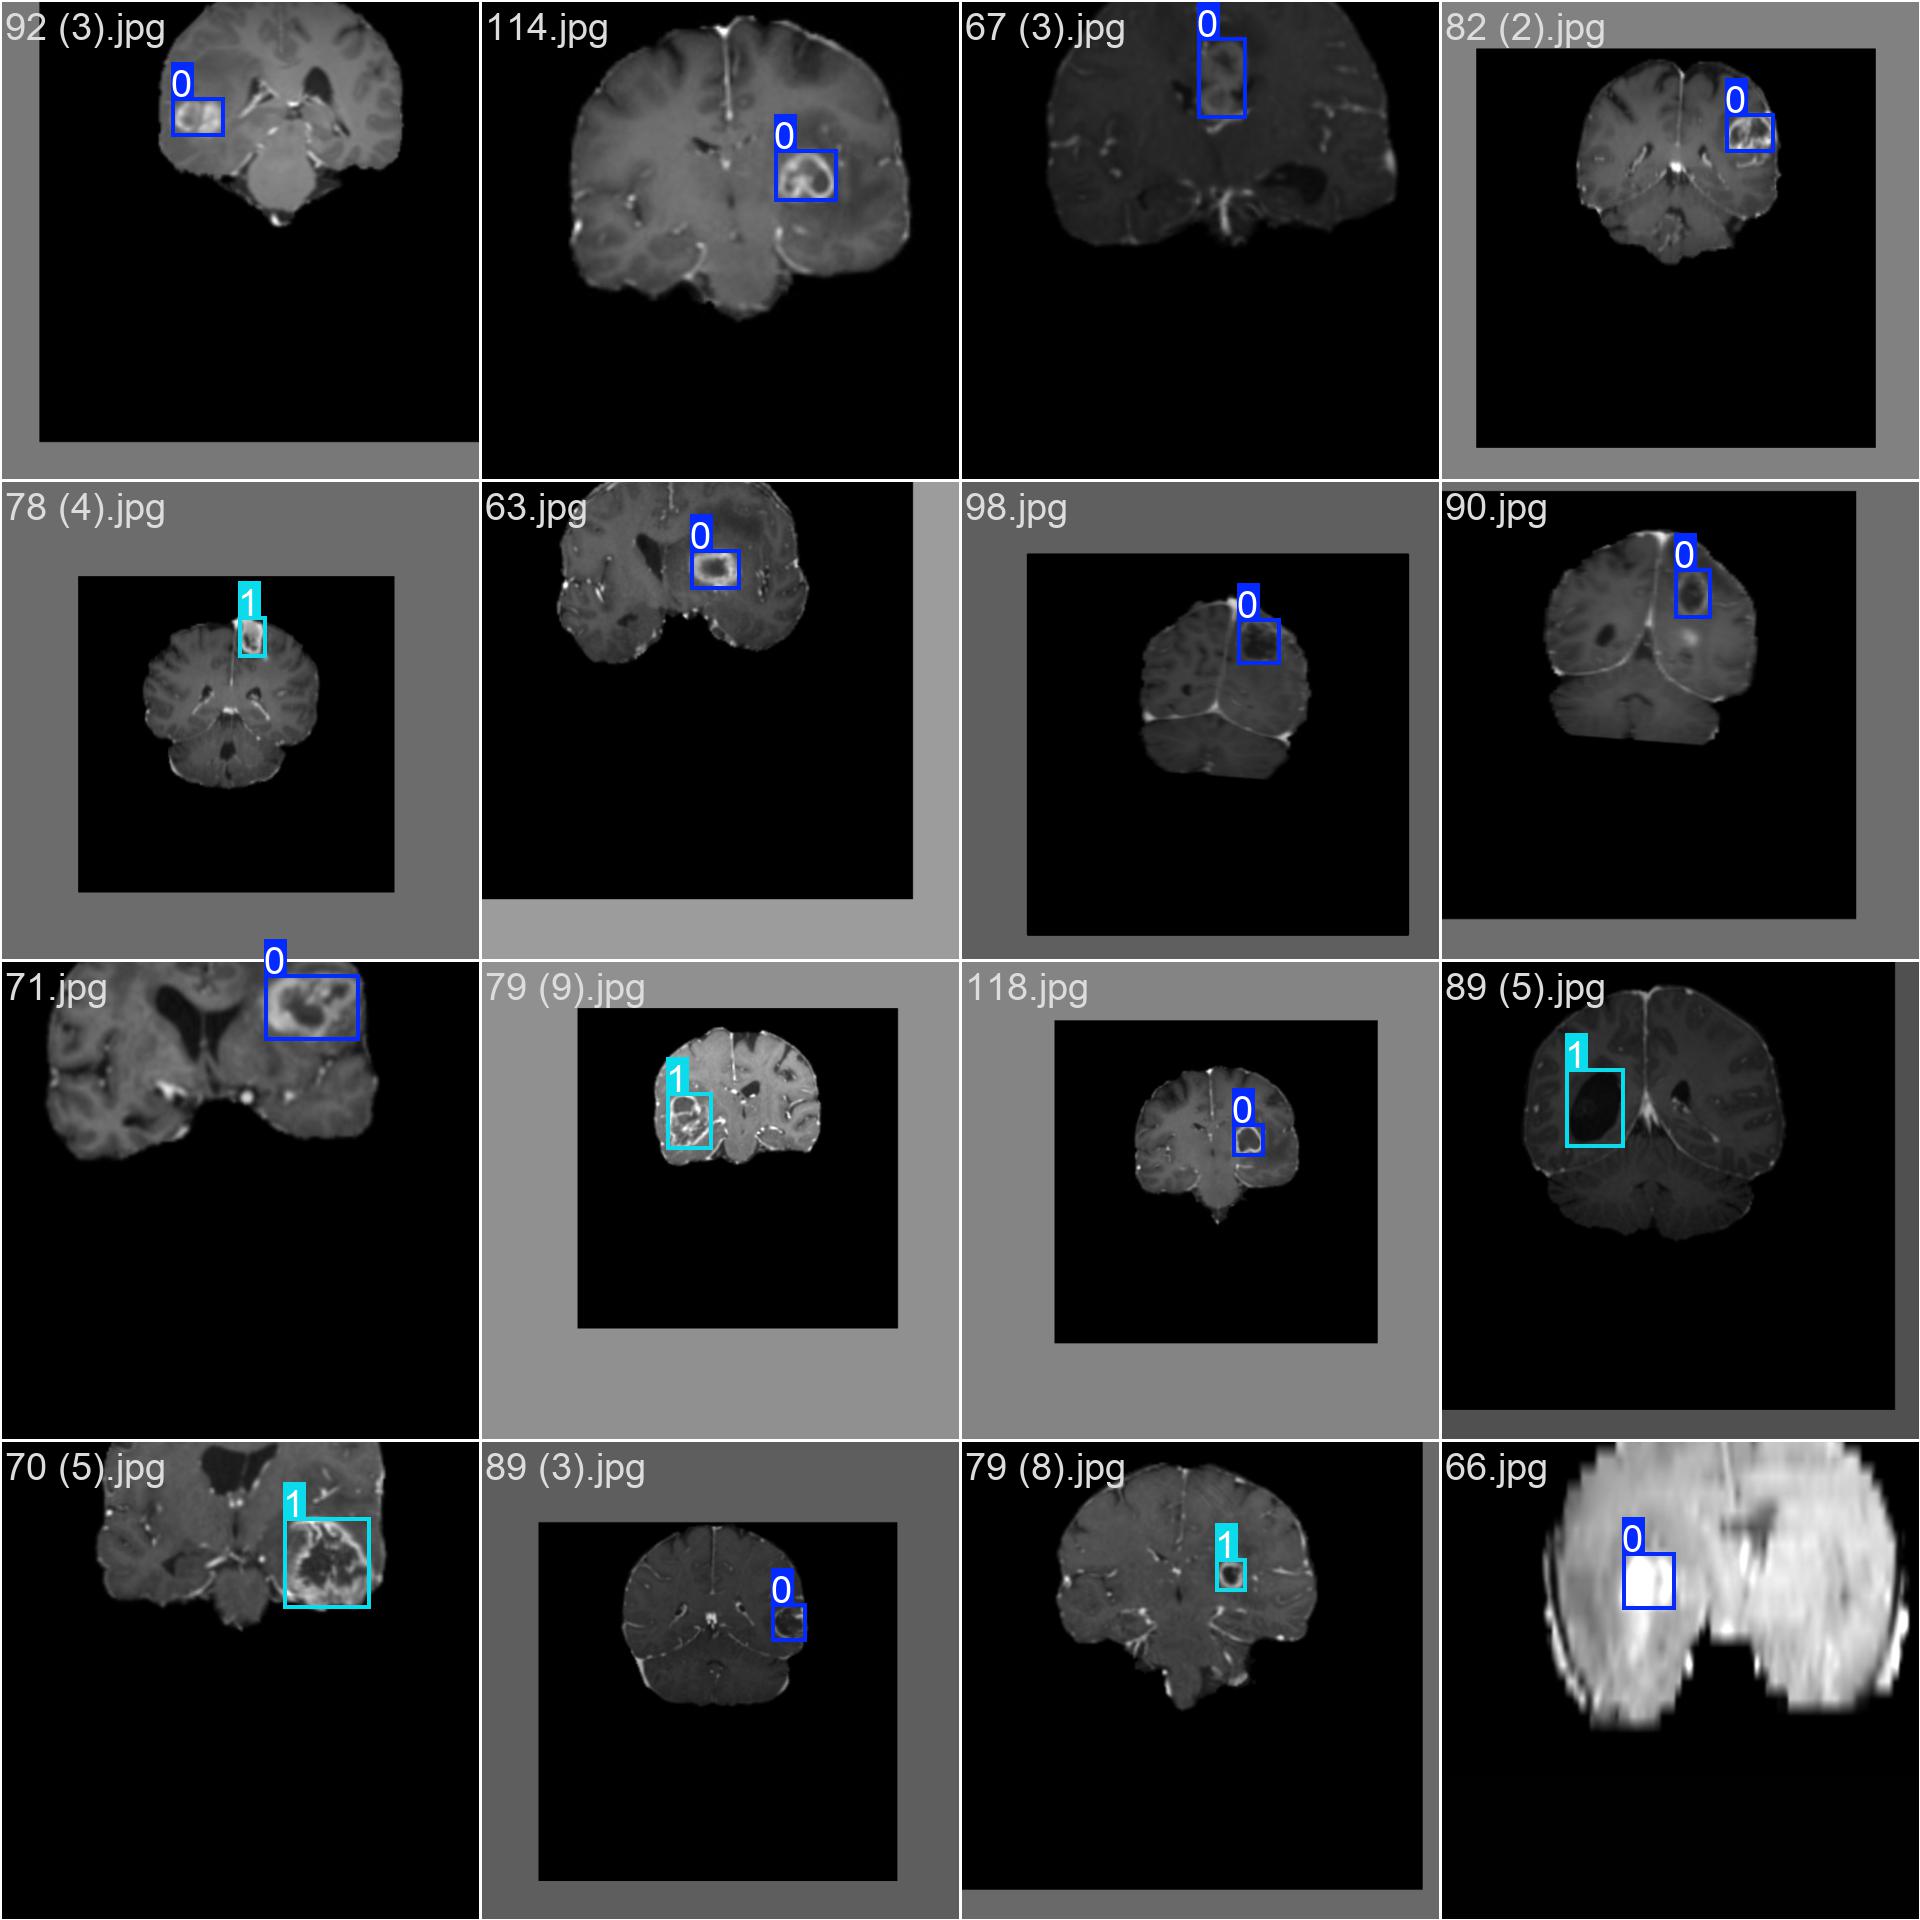 92 (3).jpg
0
114.jpg
0
67 (3).jpg
0
82 (2).jpg
0
78 (4).jpg
1
63.jpg
0
98.jpg
0
90.jpg
0
71.jpg
0
79 (9).jpg
1
118.jpg
0
89 (5).jpg
1
70 (5).jpg
1
89 (3).jpg
0
79 (8).jpg
1
66.jpg
0